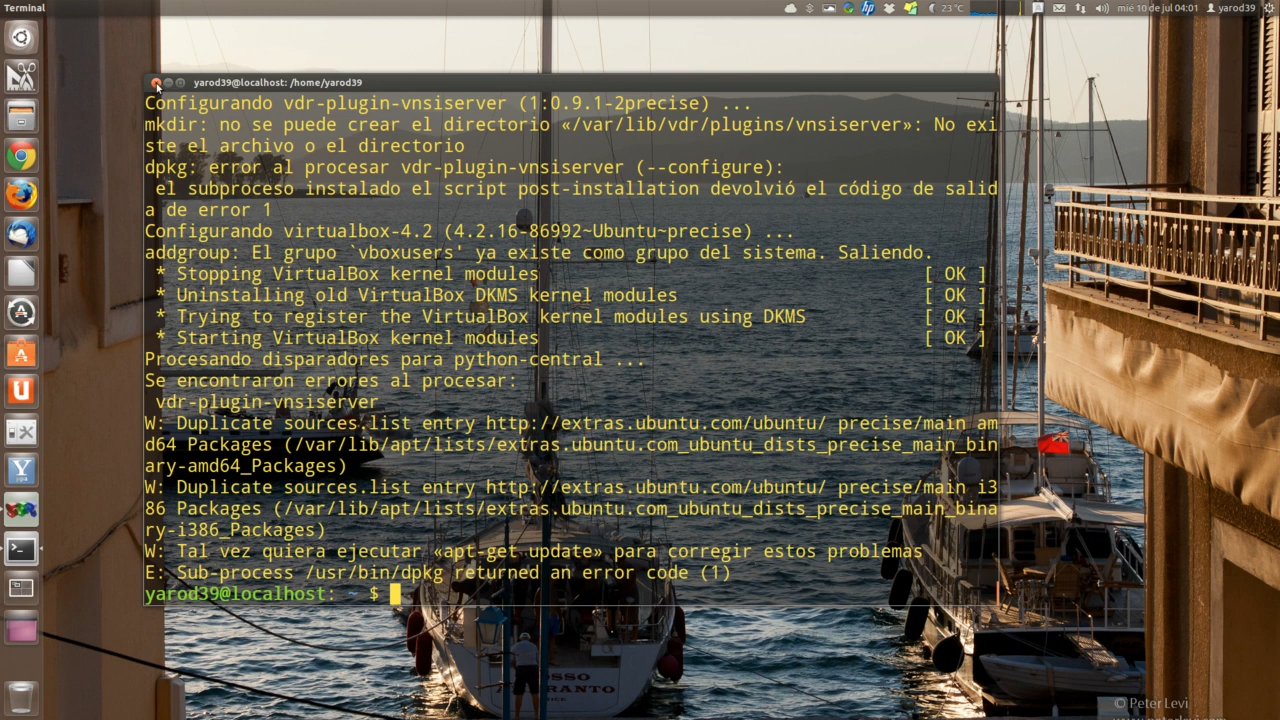 Terminal
23°C
mié 10 de jul 04:01
yarod39
yarod39@localhost: /home/yarod39
Configurando vdr-plugin-vnsiserver (1:0.9.1-2precise) ...
mkdir: no se puede crear el directorio «/var/lib/vdr/plugins/vnsiserver»: No exi
ste el archivo o el directorio
dpkg: error al procesar vdr-plugin-vnsiserver (--configure):
 el subproceso instalado el script post-installation devolvió el código de salid
a de error 1
Configurando virtualbox-4.2 (4.2.16-86992~Ubuntu~precise) ...
addgroup: El grupo `vboxusers' ya existe como grupo del sistema. Saliendo.
 * Stopping VirtualBox kernel modules [ OK ]
 * Uninstalling old VirtualBox DKMS kernel modules [ OK ]
 * Trying to register the VirtualBox kernel modules using DKMS [ OK ]
 * Starting VirtualBox kernel modules [ OK ]
Procesando disparadores para python-central ...
Se encontraron errores al procesar:
 vdr-plugin-vnsiserver
W: Duplicate sources.list entry http://extras.ubuntu.com/ubuntu/ precise/main am
d64 Packages (/var/lib/apt/lists/extras.ubuntu.com_ubuntu_dists_precise_main_bin
ary-amd64_Packages)
W: Duplicate sources.list entry http://extras.ubuntu.com/ubuntu/ precise/main i3
86 Packages (/var/lib/apt/lists/extras.ubuntu.com_ubuntu_dists_precise_main_bina
ry-i386_Packages)
W: Tal vez quiera ejecutar «apt-get update» para corregir estos problemas
E: Sub-process /usr/bin/dpkg returned an error code (1)
yarod39@localhost: ~ $
© Peter Levi